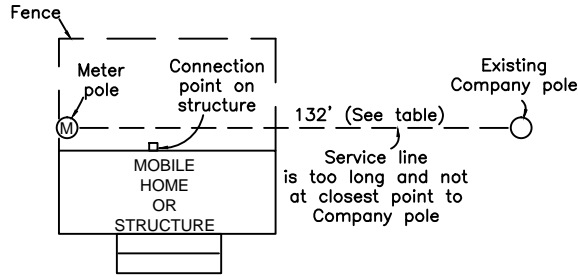 Fence
Meter
pole
Connection
point on
structure
Existing
Company pole
M
132' (See table)
Service line
is too long and not
at closest point to
Company pole
MOBILE
HOME
OR
STRUCTURE